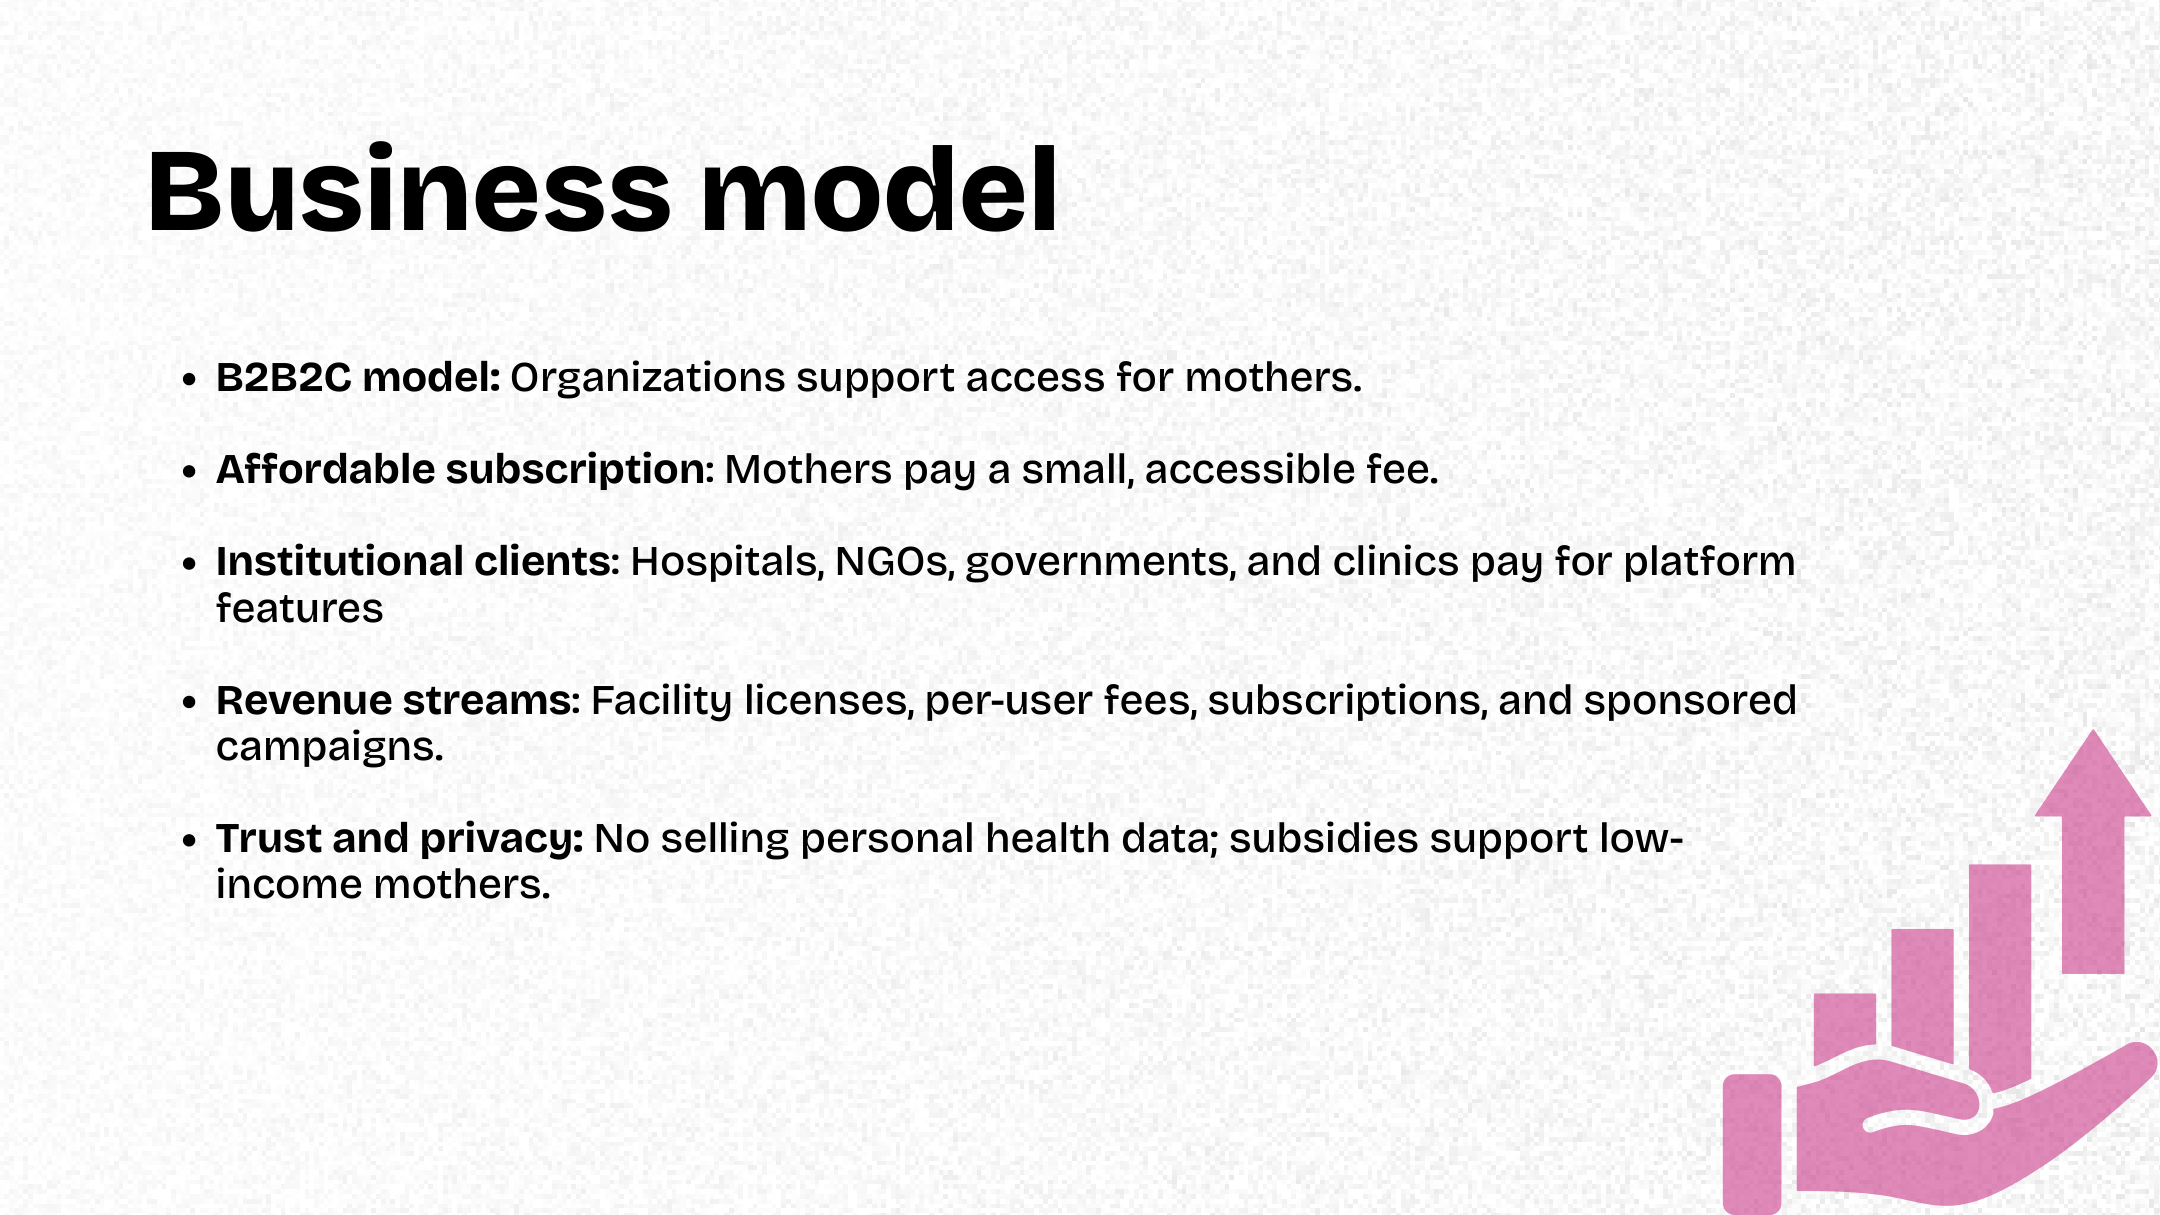 Business model
• B2B2C model: Organizations support access for mothers.
• Affordable subscription: Mothers pay a small, accessible fee.
• Institutional clients: Hospitals, NGOs, governments, and clinics pay for platform
features
• Revenue streams: Facility licenses, per-user fees, subscriptions, and sponsored
campaigns.
• Trust and privacy: No selling personal health data; subsidies support low-
income mothers.